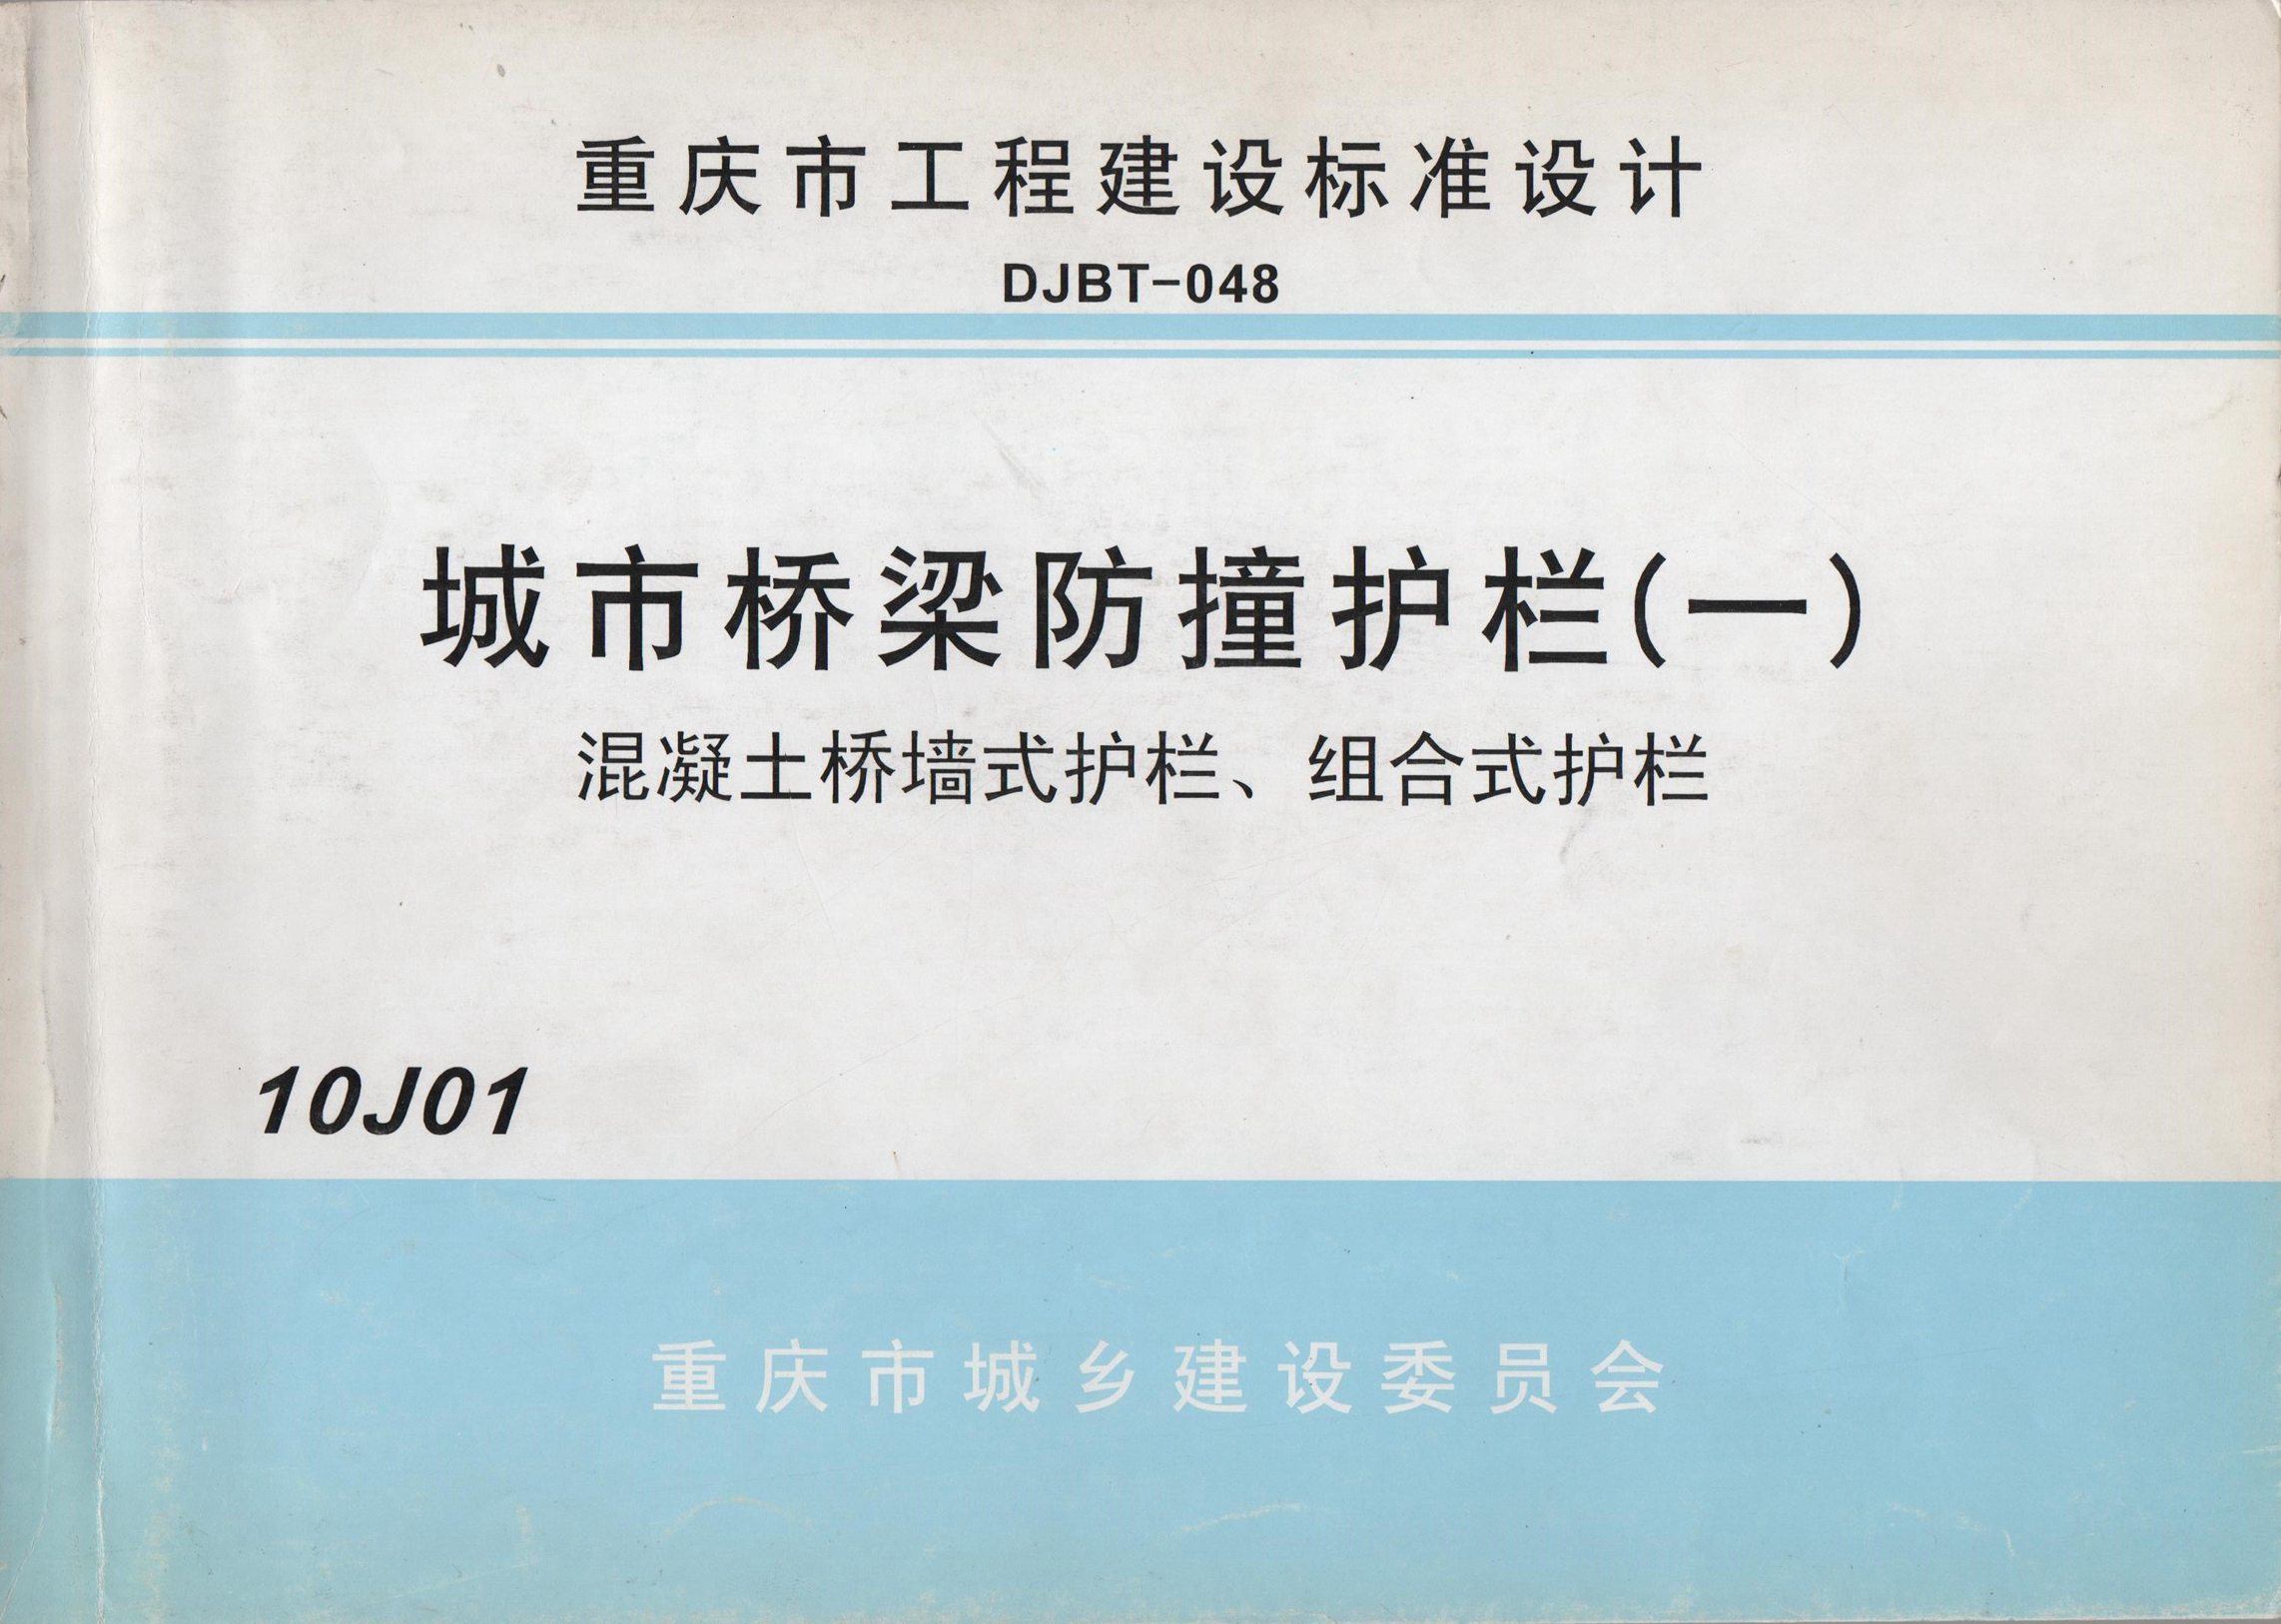 重庆市工程建设标准设计
DJBT-048
城市桥梁防撞护栏(一)
混凝土桥墙式护栏、组合式护栏
10J01
重庆市城乡建设委员会